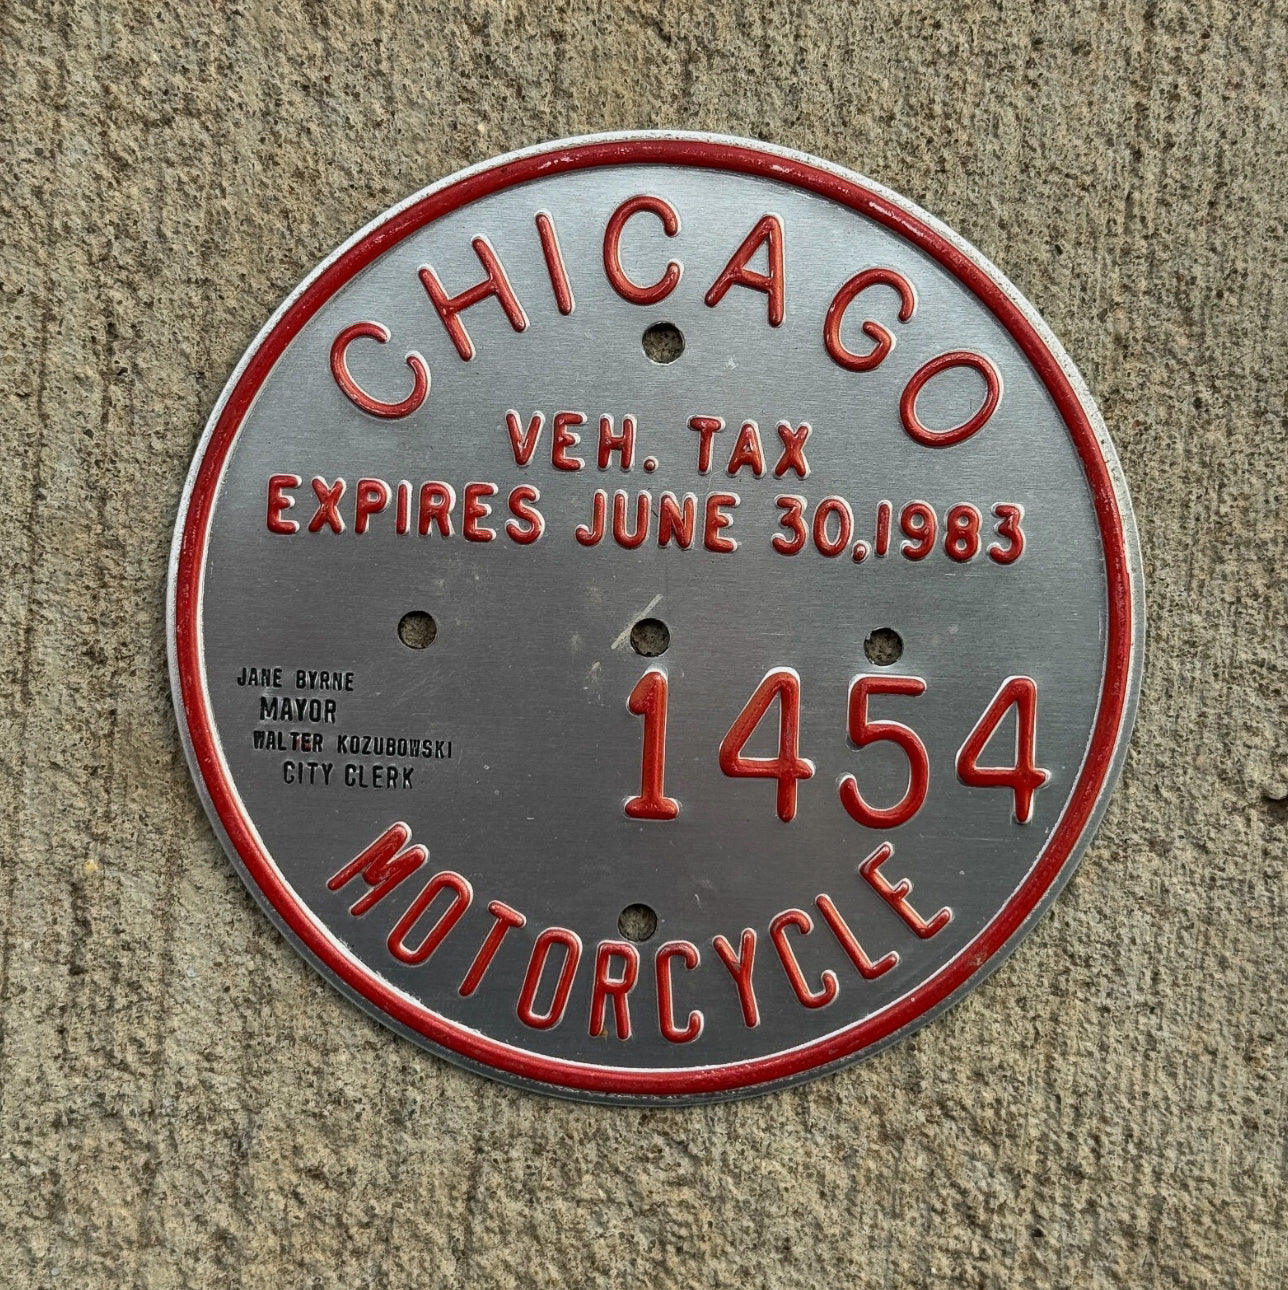 CHICAGO
VEH. TAX
EXPIRES JUNE 30, 1983
JANE BYRNE
MAYOR
WALTER KOZUBOWSKI
CITY CLERK
1454
MOTORCYCLE